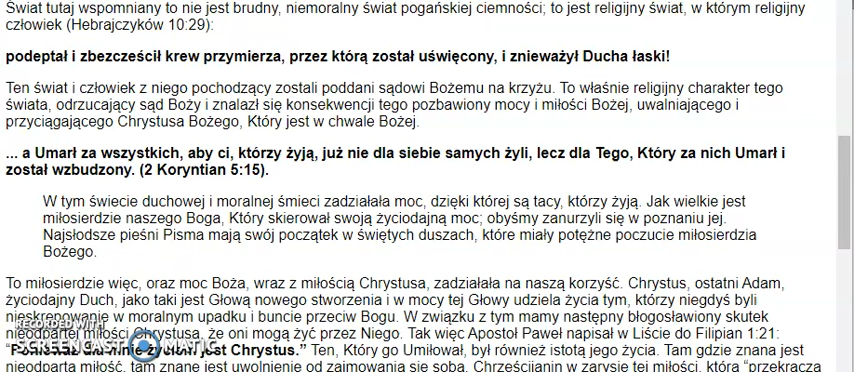 Świat tutaj wspomniany to nie jest brudny, niemoralny świat pogańskiej ciemności; to jest religijny świat, w którym religijny
człowiek (Hebrajczyków 10:29):
podeptał i zbezcześcił krew przymierza, przez którą został uświęcony, i znieważył Ducha łaski!
Ten świat i człowiek z niego pochodzący zostali poddani sądowi Bożemu na krzyżu. To właśnie religijny charakter tego
świata, odrzucający sąd Boży i znalazł się konsekwencji tego pozbawiony mocy i miłości Bożej, uwalniającego i
przyciągającego Chrystusa Bożego, Który jest w chwale Bożej.
... a Umarł za wszystkich, aby ci, którzy żyją, już nie dla siebie samych żyli, lecz dla Tego, Który za nich Umarł i
został wzbudzony. (2 Koryntian 5:15).
W tym świecie duchowej i moralnej śmieci zadziałała moc, dzięki której są tacy, którzy żyją. Jak wielkie jest
miłosierdzie naszego Boga, Który skierował swoją życiodajną moc; obyśmy zanurzyli się w poznaniu jej.
Najsłodsze pieśni Pisma mają swój początek w świętych duszach, które miały potężne poczucie miłosierdzia
Bożego.
To miłosierdzie więc, oraz moc Boża, wraz z miłością Chrystusa, zadziałała na naszą korzyść. Chrystus, ostatni Adam,
życiodajny Duch, jako taki jest Głową nowego stworzenia i w mocy tej Głowy udziela życia tym, którzy niegdyś byli
nieskrępowanie w moralnym upadku i buncie przeciw Bogu. W związku z tym mamy następny błogosławiony skutek
nieodpartej miłości Chrystusa, że oni mogą żyć przez Niego. Tak więc Apostoł Paweł napisał w Liście do Filipian 1:21:
RECORDED WITH
"Ponieważ dla mnie życiem jest Chrystus." Ten, Który go Umiłował, był również istotą jego życia. Tam gdzie znana jest
SCREENCAST MATIC
nieodparta miłość, tam znane jest uwolnienie od zajmowania się sobą. Chrześcijanin w zarysie tej miłości, która "przekracza